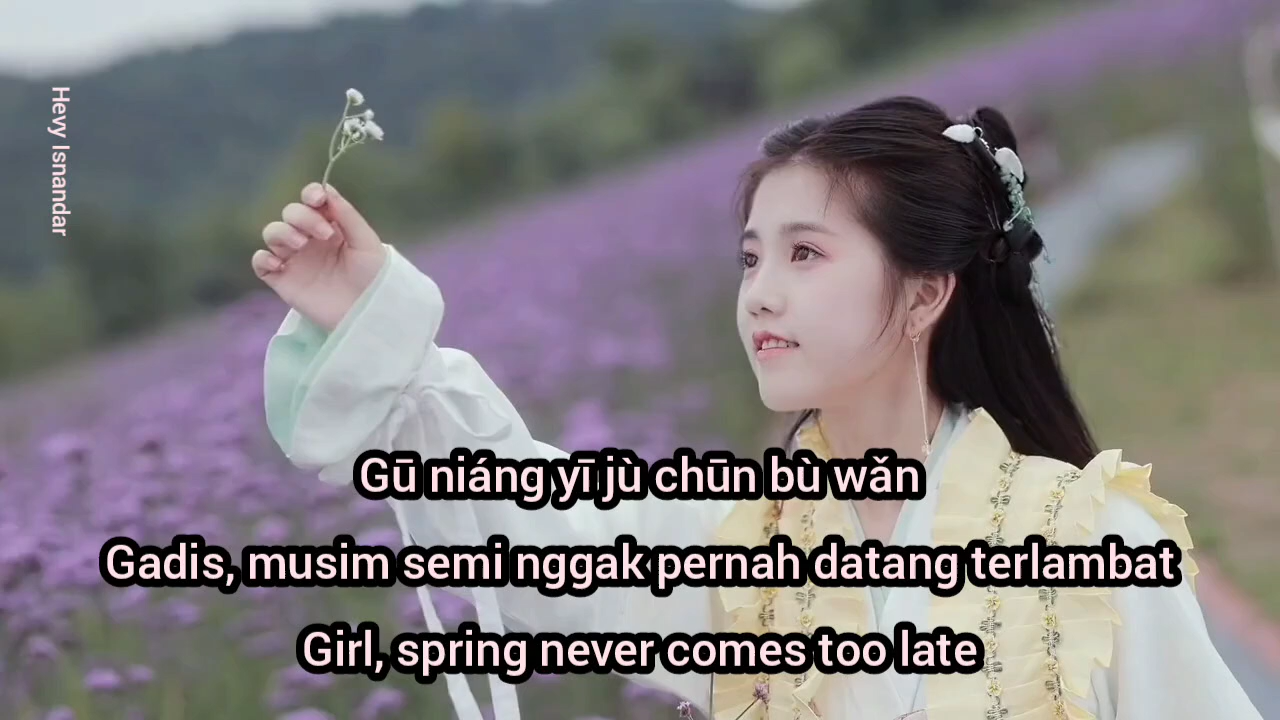 Hevy Isnandar
Gū niáng yī jù chūn bù wǎn
Gadis, musim semi nggak pernah datang terlambat
Girl, spring never comes too late